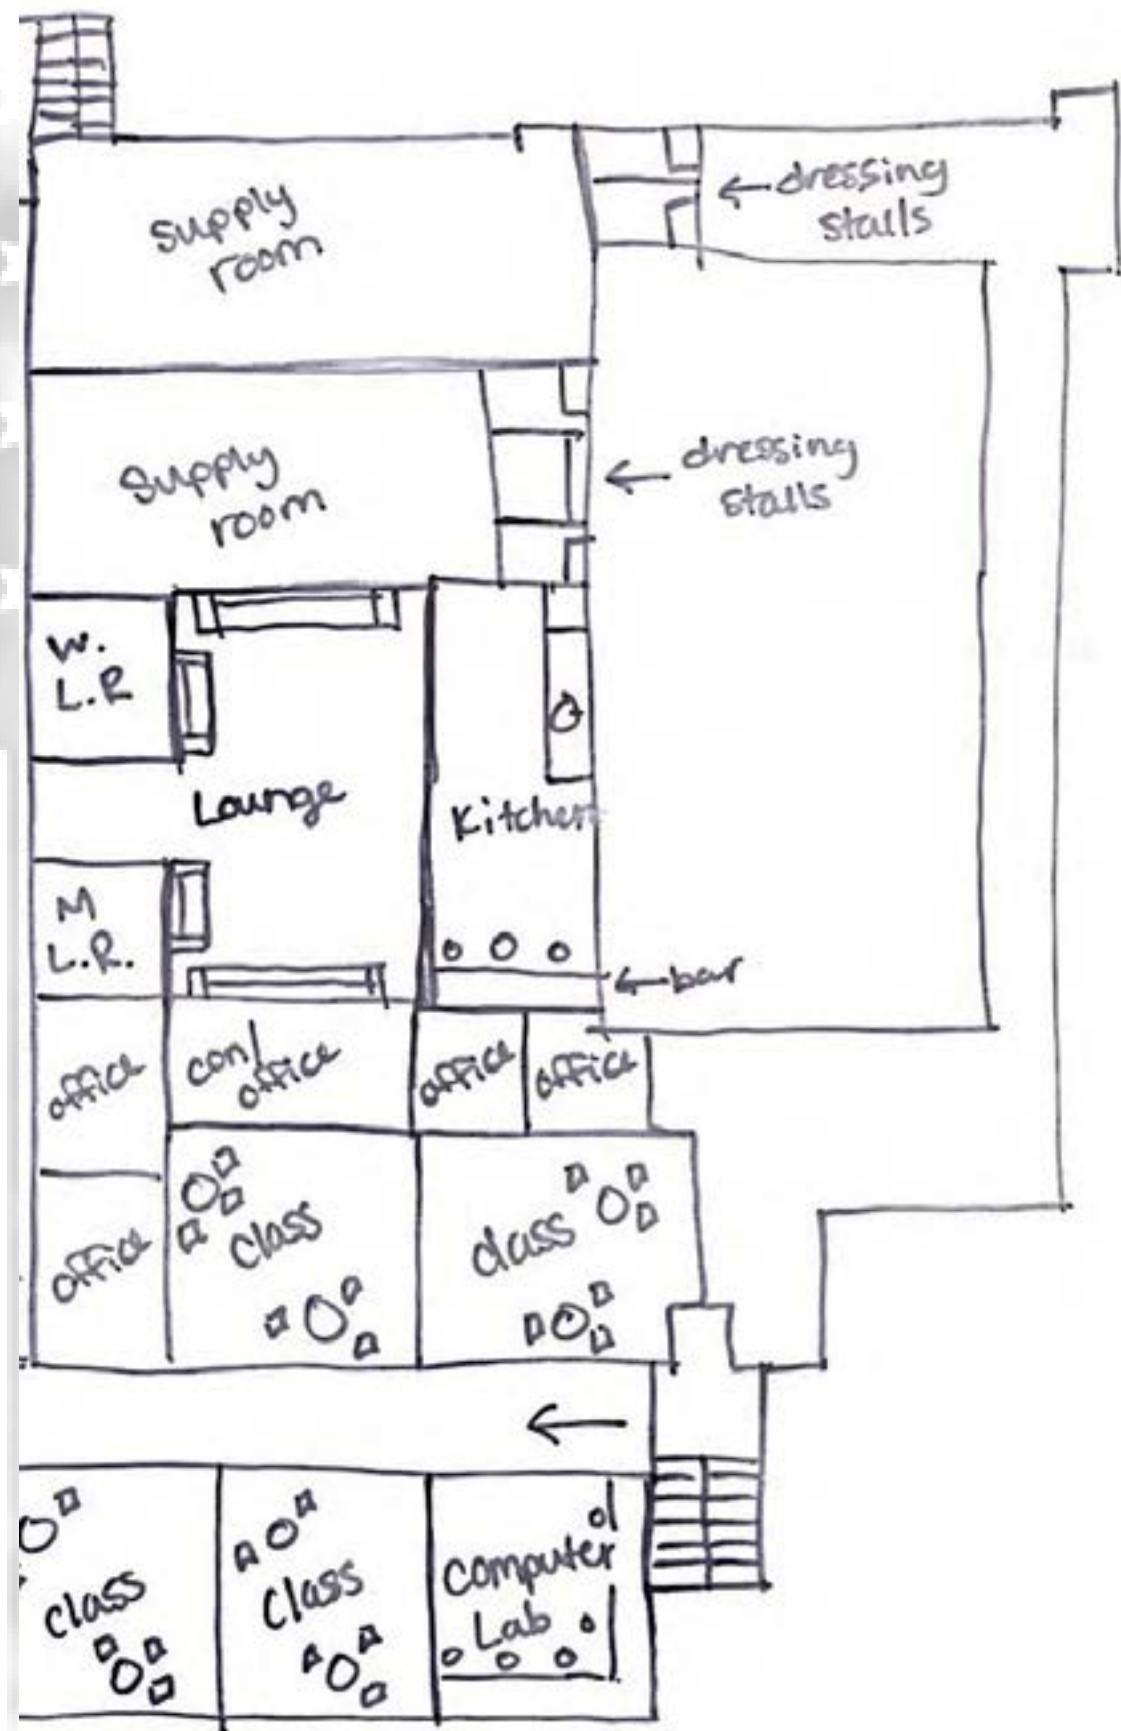 supply
room
dressing
stalls
supply
room
dressing
stalls
W.
L.R
Lounge
Kitchen
M
L.R.
bar
office
con/
office
office
office
office
class
class
class
class
computer
Lab